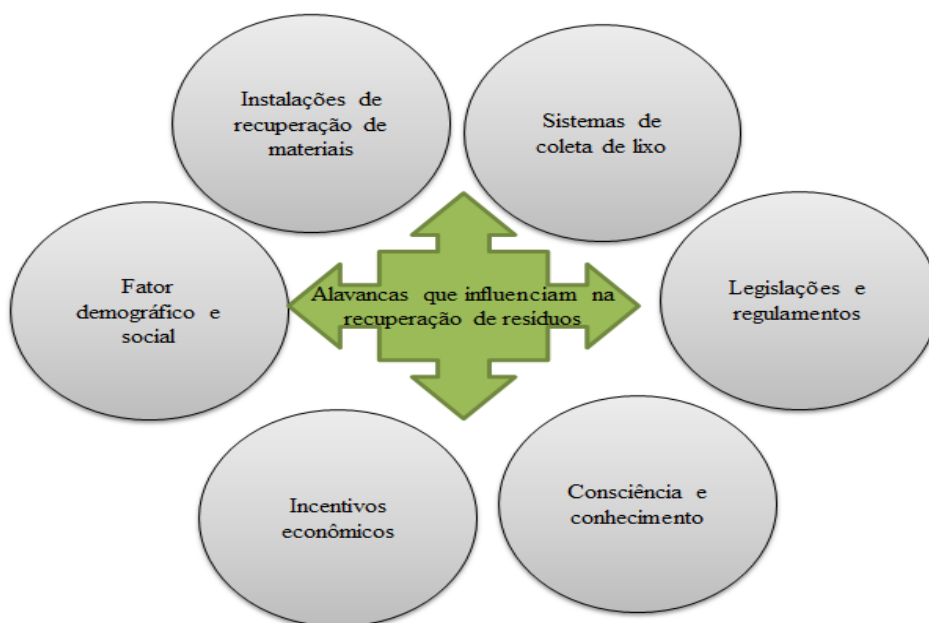 Instalações de
recuperação de
materiais
Sistemas de
coleta de lixo
Fator
demográfico e
social
Alavancas que influenciam na
recuperação de resíduos
Legislações e
regulamentos
Incentivos
econômicos
Consciência e
conhecimento